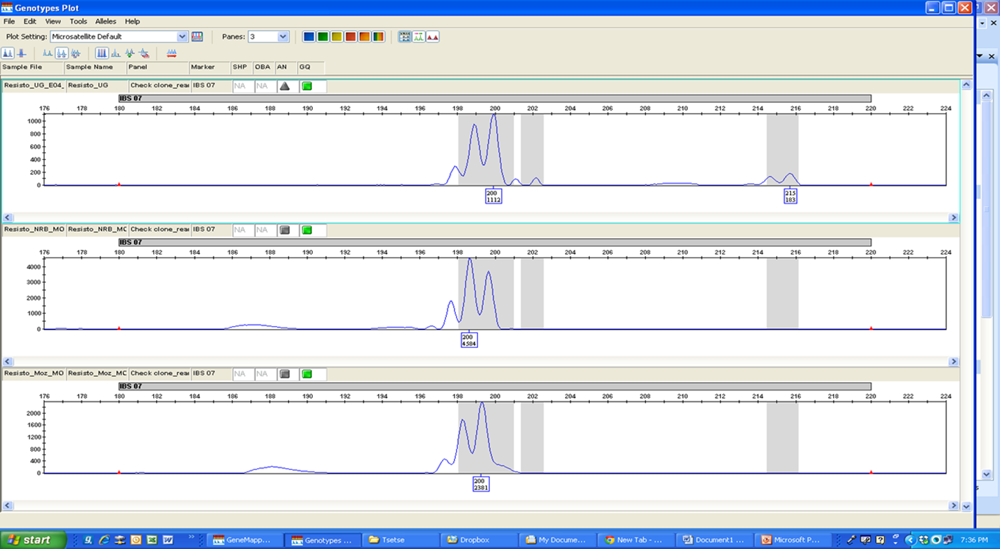 Genotypes Plot
File Edit View Tools Alleles Help
Plot Setting: Microsatellite Default Panes: 3
Sample File Sample Name Panel Marker SHP OBA AN GQ
Resisto_UG_E04_ Resisto_UG Check clone_rea IBS 07 NA NA
IBS 07
176 178 180 182 184 186 188 190 192 194 196 198 200 202 204 206 208 210 212 214 216 218 220 222 224
1000
800
600
400
200
0
200 215
1112 183
Resisto_NRB_MO Resisto_NRB_MC Check clone_rea IBS 07 NA NA
IBS 07
176 178 180 182 184 186 188 190 192 194 196 198 200 202 204 206 208 210 212 214 216 218 220 222 224
4000
3000
2000
1000
0
200
4584
Resisto_Moz_MO Resisto_Moz_MC Check clone_rea IBS 07 NA NA
IBS 07
176 178 180 182 184 186 188 190 192 194 196 198 200 202 204 206 208 210 212 214 216 218 220 222 224
2000
1600
1200
800
400
0
200
2381
start GeneMapp... Genotypes ... Tsetse Dropbox My Docume... New Tab - ... Document1 ... Microsoft P... 7:36 PM